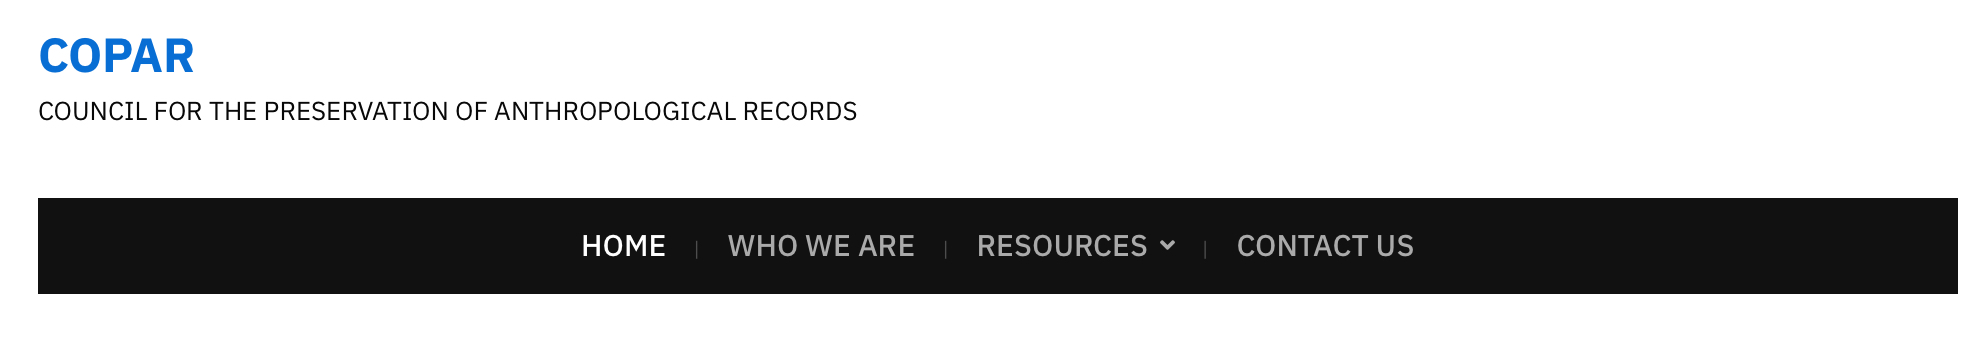 COPAR
COUNCIL FOR THE PRESERVATION OF ANTHROPOLOGICAL RECORDS
HOME | WHO WE ARE | RESOURCES | CONTACT US